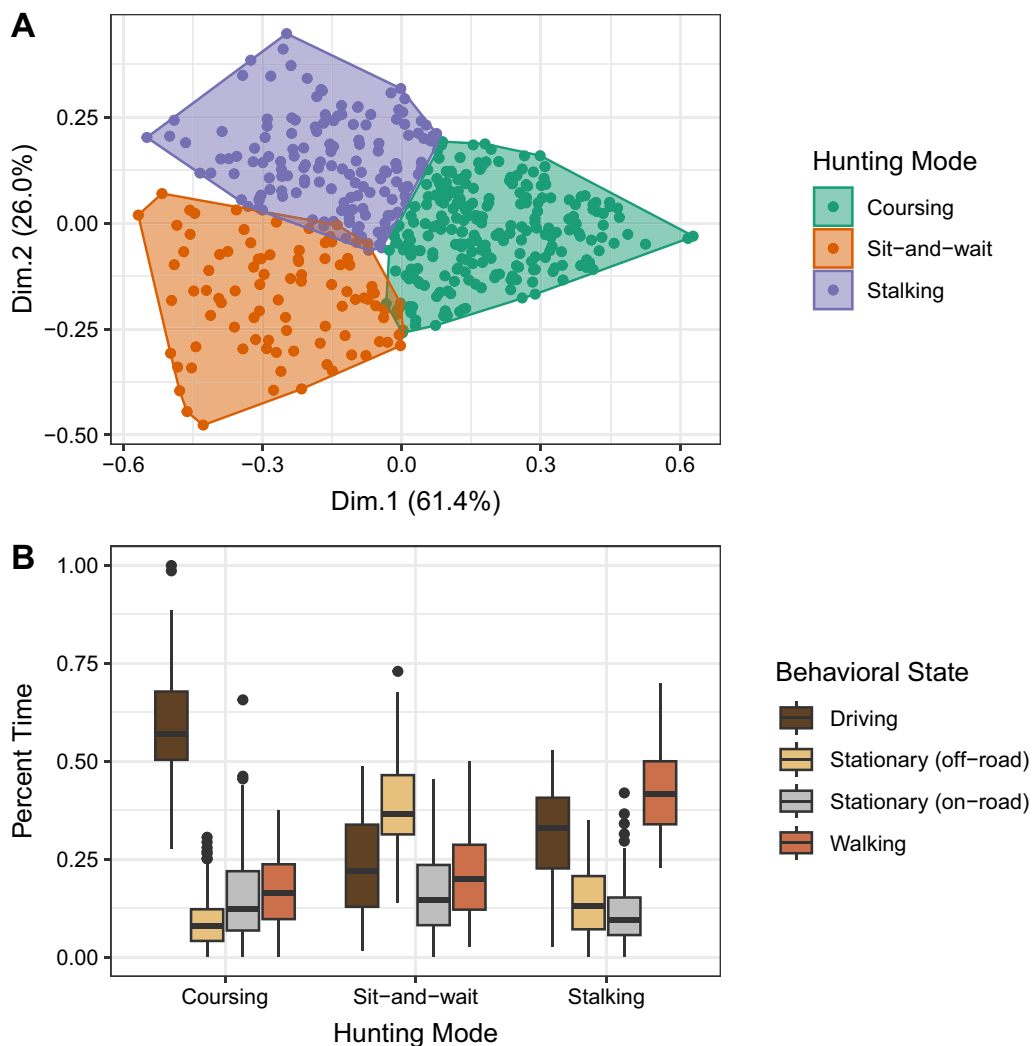 A
Dim.2 (26.0%)
0.25
0.00
−0.25
−0.50
−0.6
−0.3
0.0
0.3
0.6
Dim.1 (61.4%)
Hunting Mode
Coursing
Sit−and−wait
Stalking
B
Percent Time
1.00
0.75
0.50
0.25
0.00
Coursing
Sit−and−wait
Stalking
Hunting Mode
Behavioral State
Driving
Stationary (off−road)
Stationary (on−road)
Walking